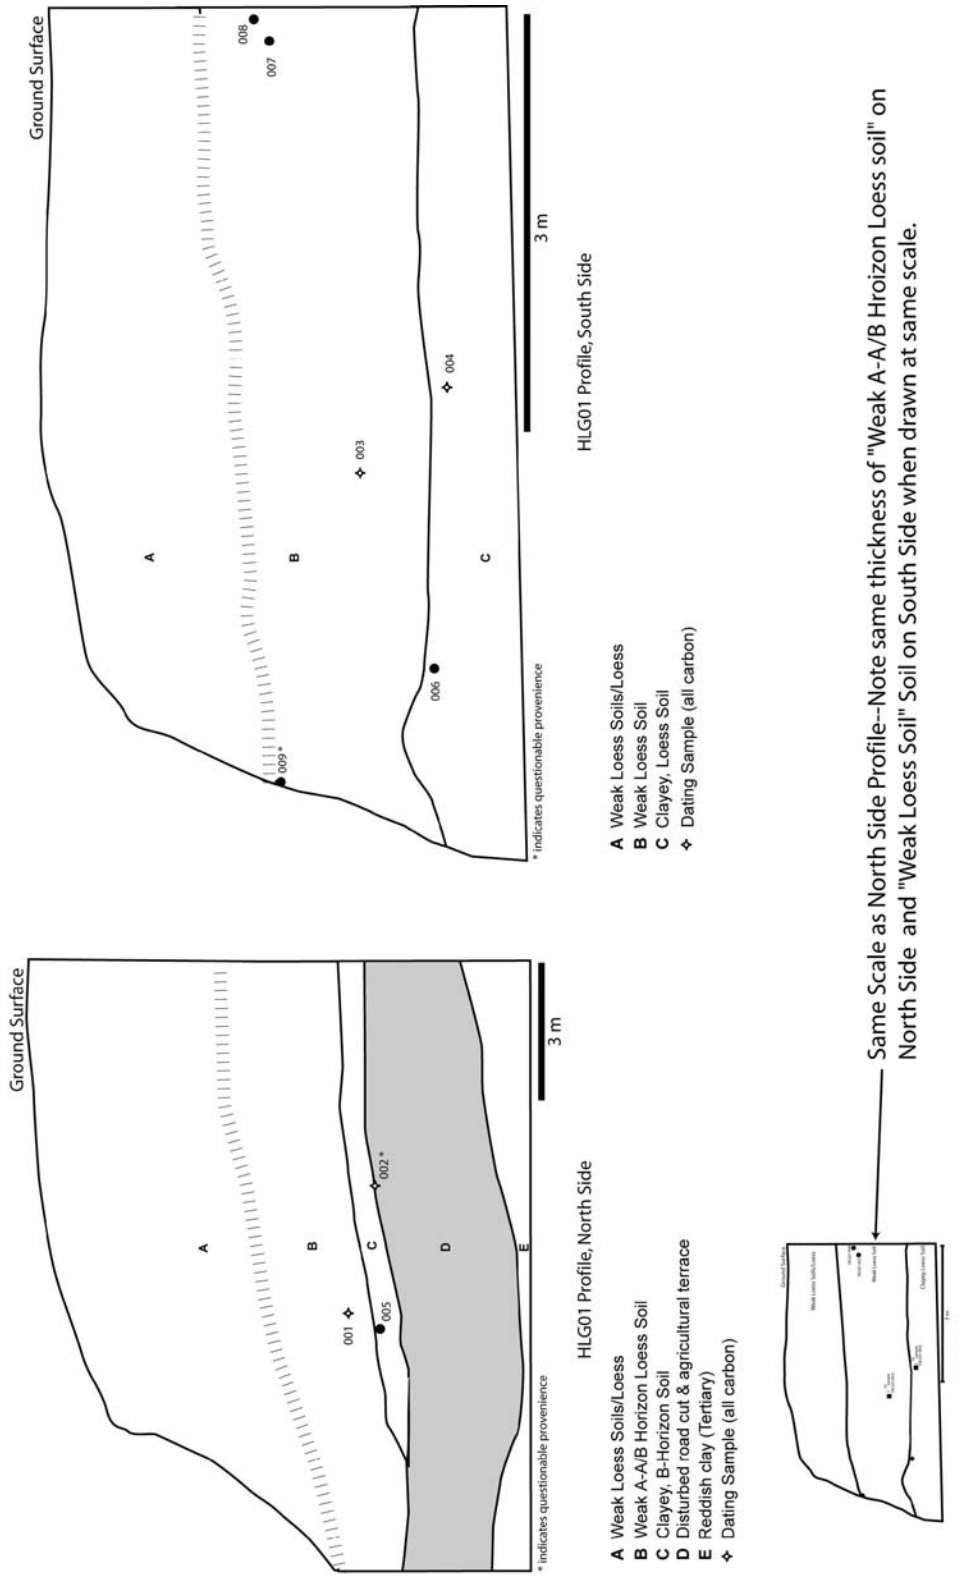 Ground Surface
A
B
001
C
002 *
005
D
E
* indicates questionable provenience
3 m
HLG01 Profile, North Side
A Weak Loess Soils/Loess
B Weak A-A/B Horizon Loess Soil
C Clayey, B-Horizon Soil
D Disturbed road cut & agricultural terrace
E Reddish clay (Tertiary)
Dating Sample (all carbon)
Ground Surface
008
007
A
B
009 *
003
004
006
C
* indicates questionable provenience
3 m
HLG01 Profile, South Side
A Weak Loess Soils/Loess
B Weak Loess Soil
C Clayey, Loess Soil
Dating Sample (all carbon)
Ground Surface
Weak Loess Soils/Loess
Weak Loess Soil
Clayey, Loess Soil
3 m
Same Scale as North Side Profile--Note same thickness of "Weak A-A/B Hroizon Loess soil" on
North Side and "Weak Loess Soil" on South Side when drawn at same scale.